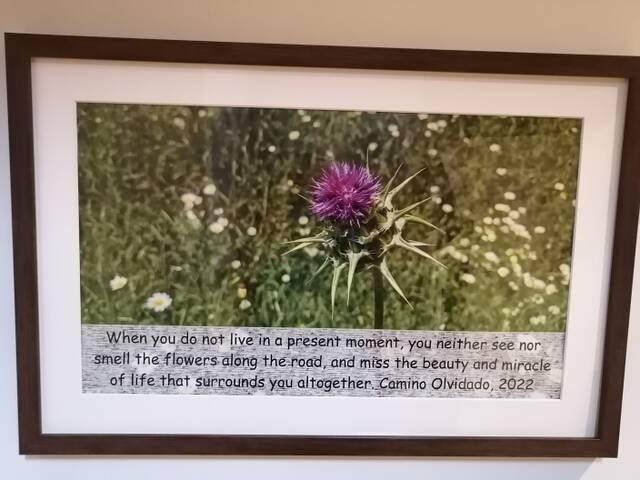 When you do not live in a present moment, you neither see nor
smell the flowers along the road, and miss the beauty and miracle
of life that surrounds you altogether. Camino Olvidado, 2022